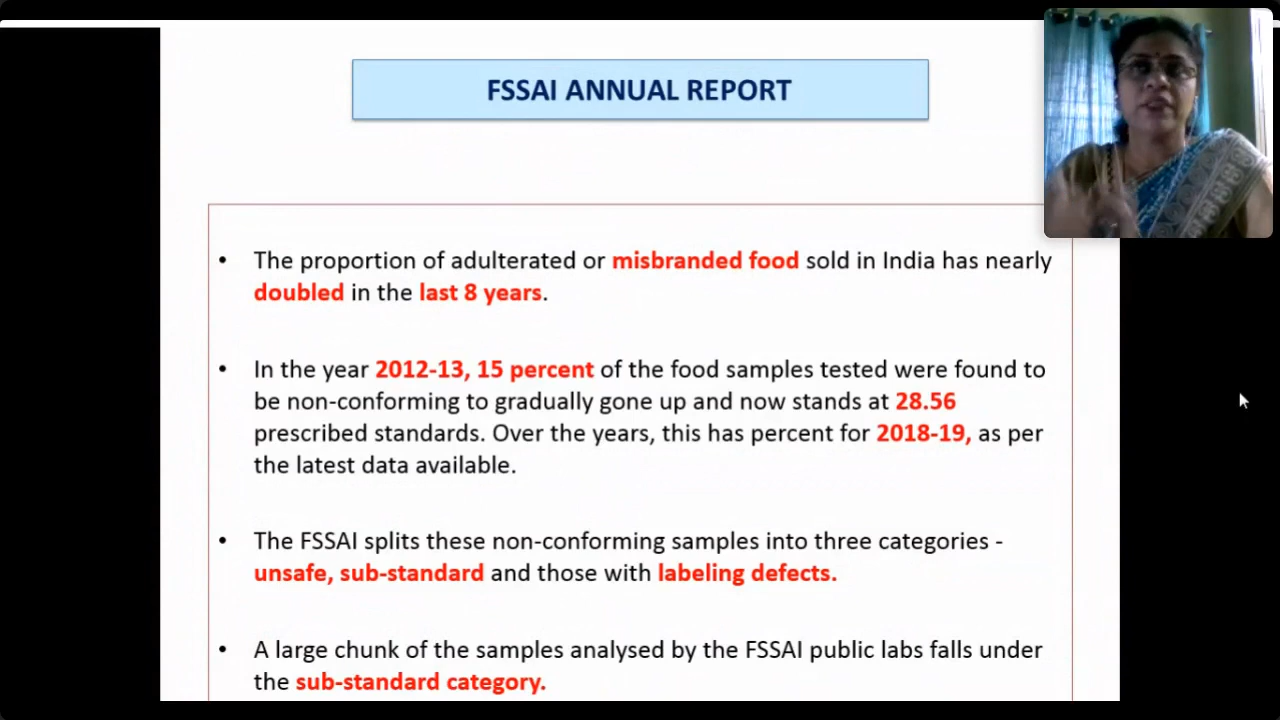 FSSAI ANNUAL REPORT
• The proportion of adulterated or misbranded food sold in India has nearly
doubled in the last 8 years.
• In the year 2012-13, 15 percent of the food samples tested were found to
be non-conforming to gradually gone up and now stands at 28.56
prescribed standards. Over the years, this has percent for 2018-19, as per
the latest data available.
• The FSSAI splits these non-conforming samples into three categories -
unsafe, sub-standard and those with labeling defects.
• A large chunk of the samples analysed by the FSSAI public labs falls under
the sub-standard category.